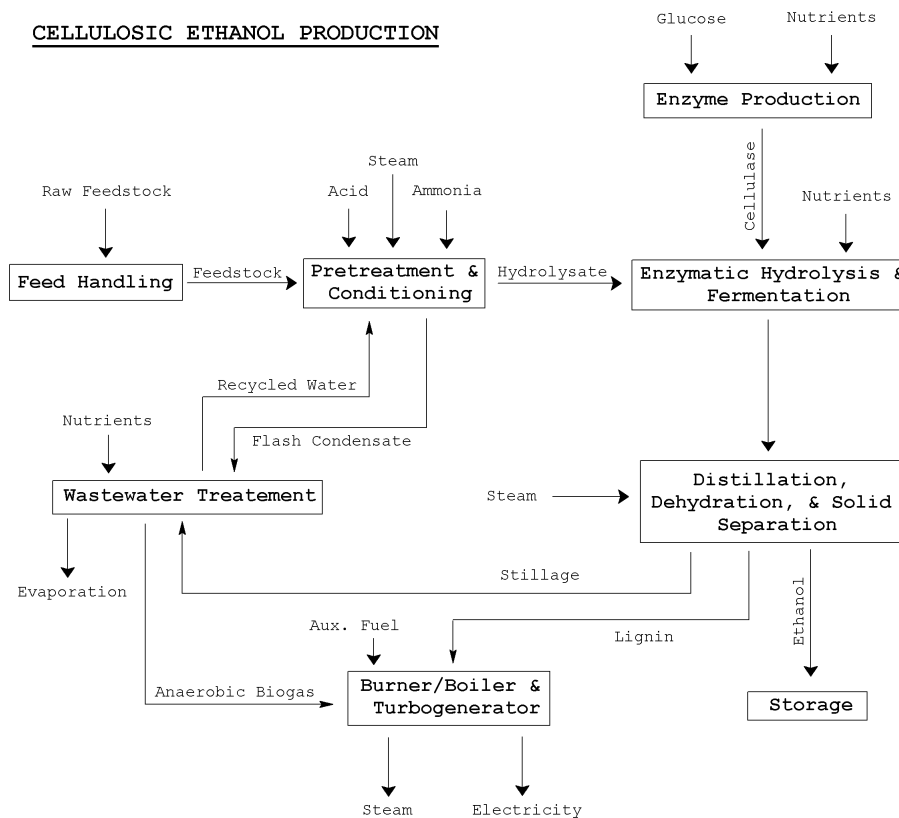 CELLULOSIC ETHANOL PRODUCTION
Glucose
Nutrients
Enzyme Production
Steam
Acid
Ammonia
Raw Feedstock
Cellulase
Nutrients
Feed Handling
Feedstock
Pretreatment &
Conditioning
Hydrolysate
Enzymatic Hydrolysis &
Fermentation
Recycled Water
Nutrients
Flash Condensate
Wastewater Treatement
Steam
Distillation,
Dehydration, & Solid
Separation
Evaporation
Stillage
Ethanol
Aux. Fuel
Lignin
Anaerobic Biogas
Burner/Boiler &
Turbogenerator
Storage
Steam
Electricity